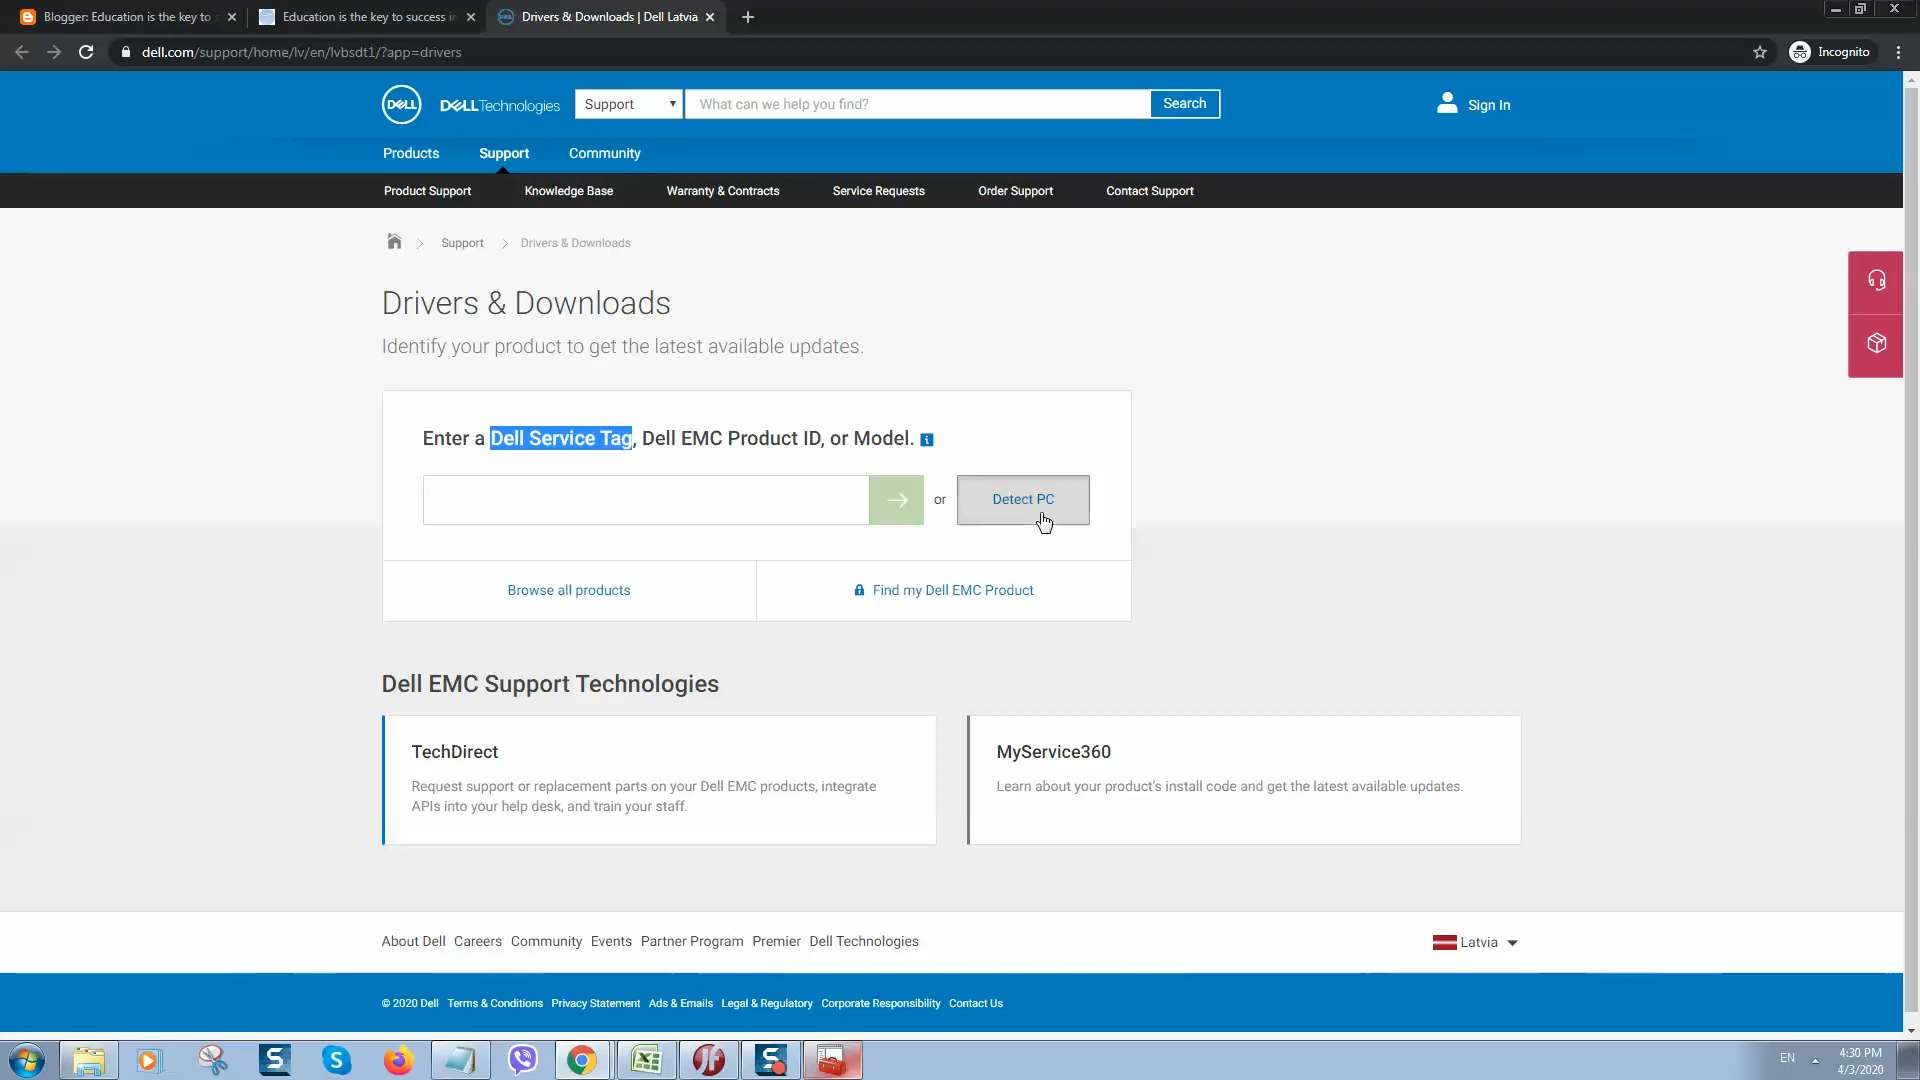 Blogger: Education is the key to s
Education is the key to success in
Drivers & Downloads | Dell Latvia
dell.com/support/home/lv/en/lvbsdt1/?app=drivers
Incognito
DELL
DELLTechnologies
Support
What can we help you find?
Search
Sign In
Products
Support
Community
Product Support
Knowledge Base
Warranty & Contracts
Service Requests
Order Support
Contact Support
Support
Drivers & Downloads
Drivers & Downloads
Identify your product to get the latest available updates.
Enter a Dell Service Tag, Dell EMC Product ID, or Model.
or
Detect PC
Browse all products
Find my Dell EMC Product
Dell EMC Support Technologies
TechDirect
Request support or replacement parts on your Dell EMC products, integrate
APIs into your help desk, and train your staff.
MyService360
Learn about your product's install code and get the latest available updates.
About Dell Careers Community Events Partner Program Premier Dell Technologies
Latvia
© 2020 Dell Terms & Conditions Privacy Statement Ads & Emails Legal & Regulatory Corporate Responsibility Contact Us
EN
4:30 PM
4/3/2020